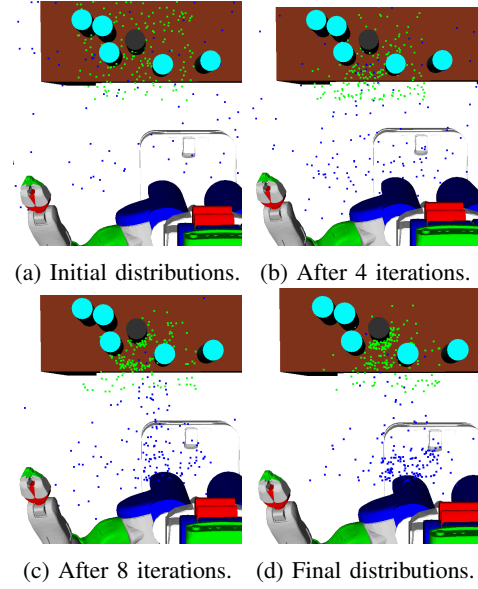 (a) Initial distributions.
(b) After 4 iterations.
(c) After 8 iterations.
(d) Final distributions.